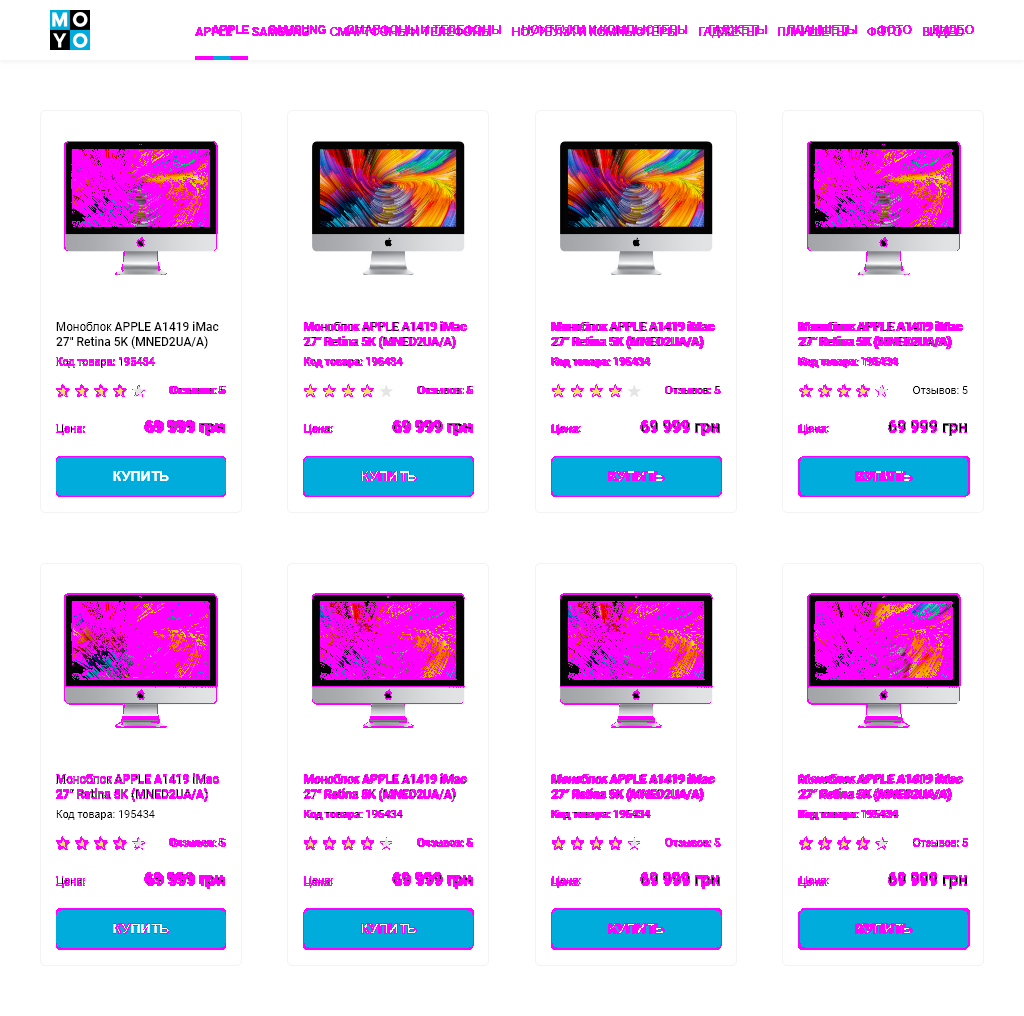 MO
YO
APPLE SAMSUNG СМАРТФОНЫ И ТЕЛЕФОНЫ НОУТБУКИ И КОМПЬЮТЕРЫ ГАДЖЕТЫ ПЛАНШЕТЫ ФОТО ВИДЕО
Моноблок APPLE A1419 iMac
27" Retina 5K (MNED2UA/A)
Код товара: 195434
Отзывов: 5
Цена: 69 999 грн
КУПИТЬ
Моноблок APPLE A1419 iMac
27" Retina 5K (MNED2UA/A)
Код товара: 195434
Отзывов: 5
Цена: 69 999 грн
КУПИТЬ
Моноблок APPLE A1419 iMac
27" Retina 5K (MNED2UA/A)
Код товара: 195434
Отзывов: 5
Цена: 69 999 грн
КУПИТЬ
Моноблок APPLE A1419 iMac
27" Retina 5K (MNED2UA/A)
Код товара: 195434
Отзывов: 5
Цена: 69 999 грн
КУПИТЬ
Моноблок APPLE A1419 iMac
27" Retina 5K (MNED2UA/A)
Код товара: 195434
Отзывов: 5
Цена: 69 999 грн
КУПИТЬ
Моноблок APPLE A1419 iMac
27" Retina 5K (MNED2UA/A)
Код товара: 195434
Отзывов: 5
Цена: 69 999 грн
КУПИТЬ
Моноблок APPLE A1419 iMac
27" Retina 5K (MNED2UA/A)
Код товара: 195434
Отзывов: 5
Цена: 69 999 грн
КУПИТЬ
Моноблок APPLE A1419 iMac
27" Retina 5K (MNED2UA/A)
Код товара: 195434
Отзывов: 5
Цена: 69 999 грн
КУПИТЬ